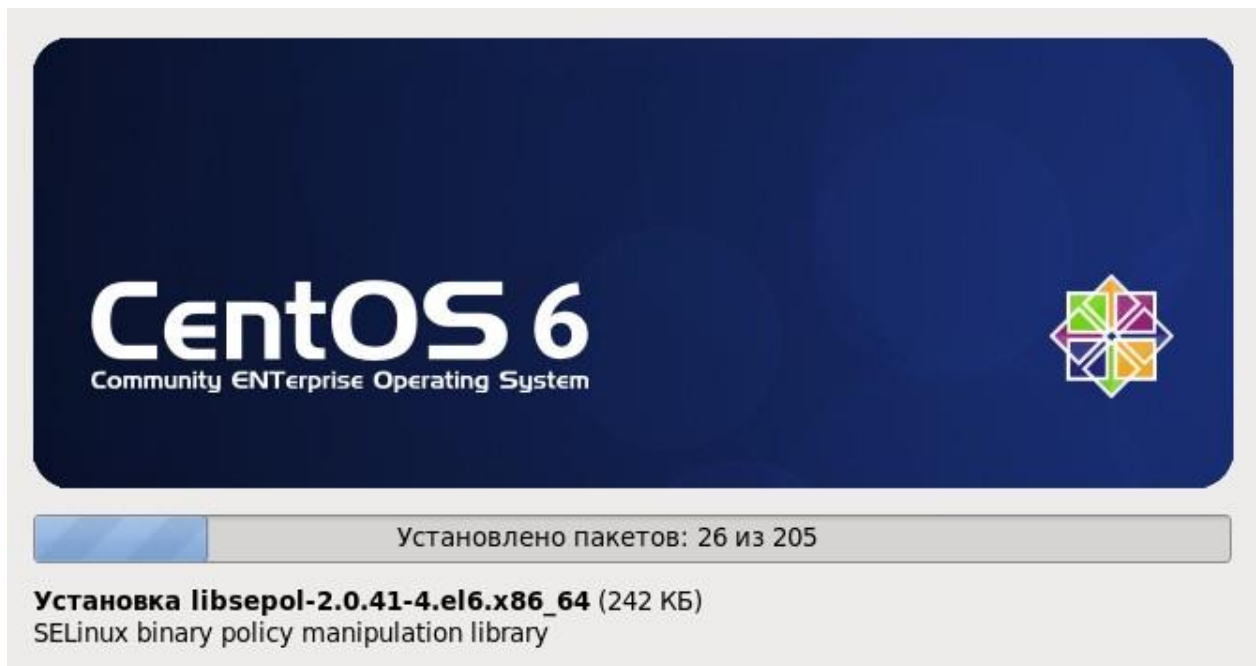 CentOS 6
Community ENTerprise Operating System
Установлено пакетов: 26 из 205
Установка libsepol-2.0.41-4.el6.x86_64 (242 КБ)
SELinux binary policy manipulation library